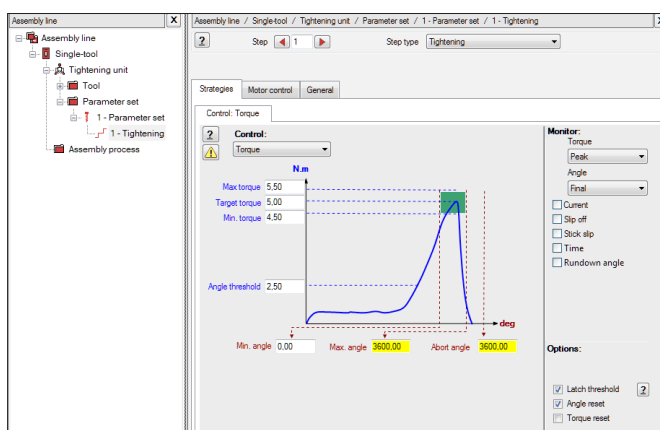 Assembly line X
Assembly line
Single-tool
Tightening unit
Tool
Parameter set
1 - Parameter set
1 - Tightening
Assembly process
Assembly line / Single-tool / Tightening unit / Parameter set / 1 - Parameter set / 1 - Tightening
? Step 1 Step type Tightening
Strategies Motor control General
Control: Torque
? Control:
Torque
N.m
Max torque 5,50
Target torque 5,00
Min. torque 4,50
Angle threshold 2,50
deg
Min. angle 0,00 Max. angle 3600,00 Abort angle 3600,00
Monitor:
Torque
Peak
Angle
Final
Current
Slip off
Stick slip
Time
Rundown angle
Options:
Latch threshold ?
Angle reset
Torque reset